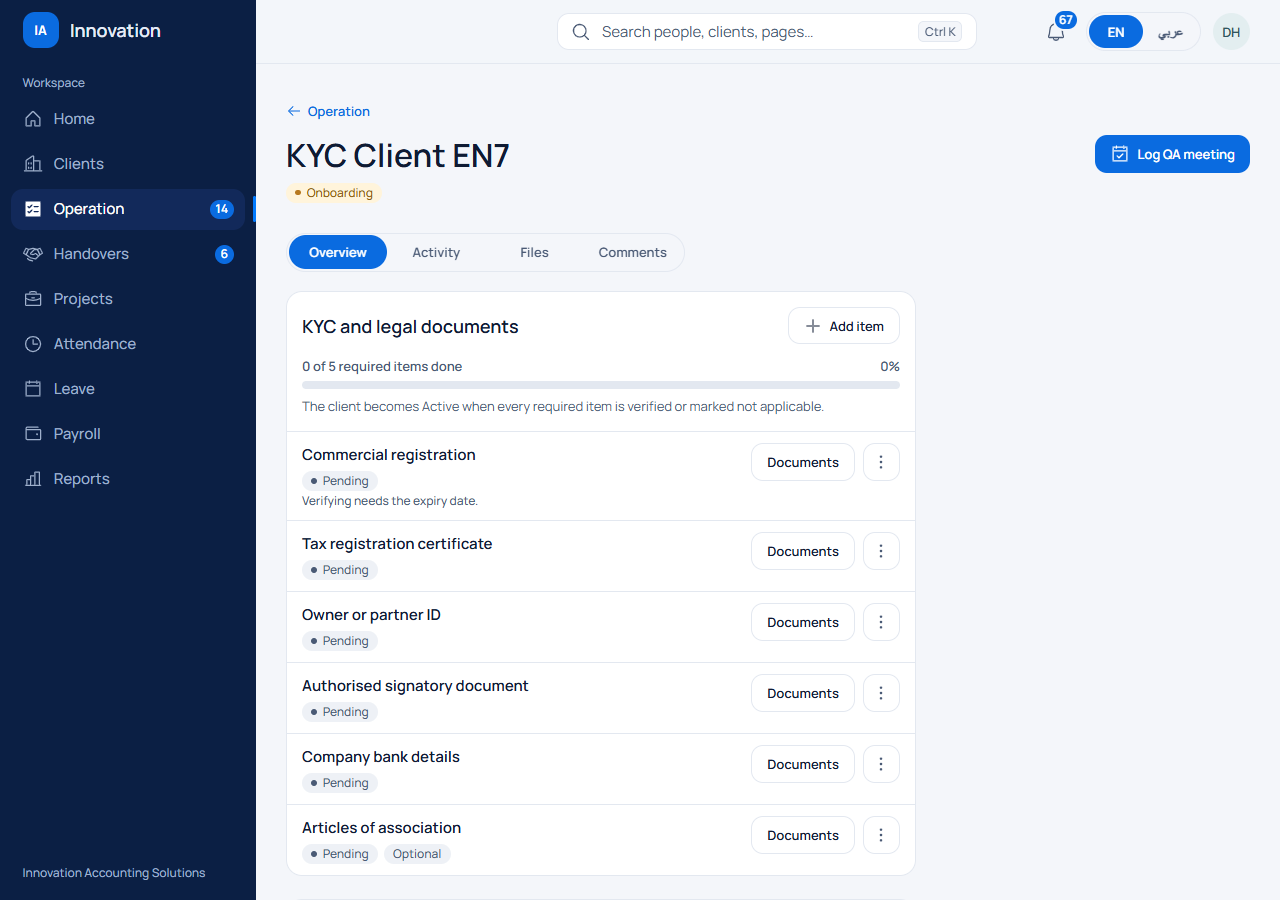 IA Innovation
Search people, clients, pages... Ctrl K
67
EN عربي DH
Workspace
Home
Clients
Operation 14
Handovers 6
Projects
Attendance
Leave
Payroll
Reports
Innovation Accounting Solutions
Operation
KYC Client EN7
Log QA meeting
Onboarding
Overview Activity Files Comments
KYC and legal documents
Add item
0 of 5 required items done 0%
The client becomes Active when every required item is verified or marked not applicable.
Commercial registration
Documents
Pending
Verifying needs the expiry date.
Tax registration certificate
Documents
Pending
Owner or partner ID
Documents
Pending
Authorised signatory document
Documents
Pending
Company bank details
Documents
Pending
Articles of association
Documents
Pending Optional